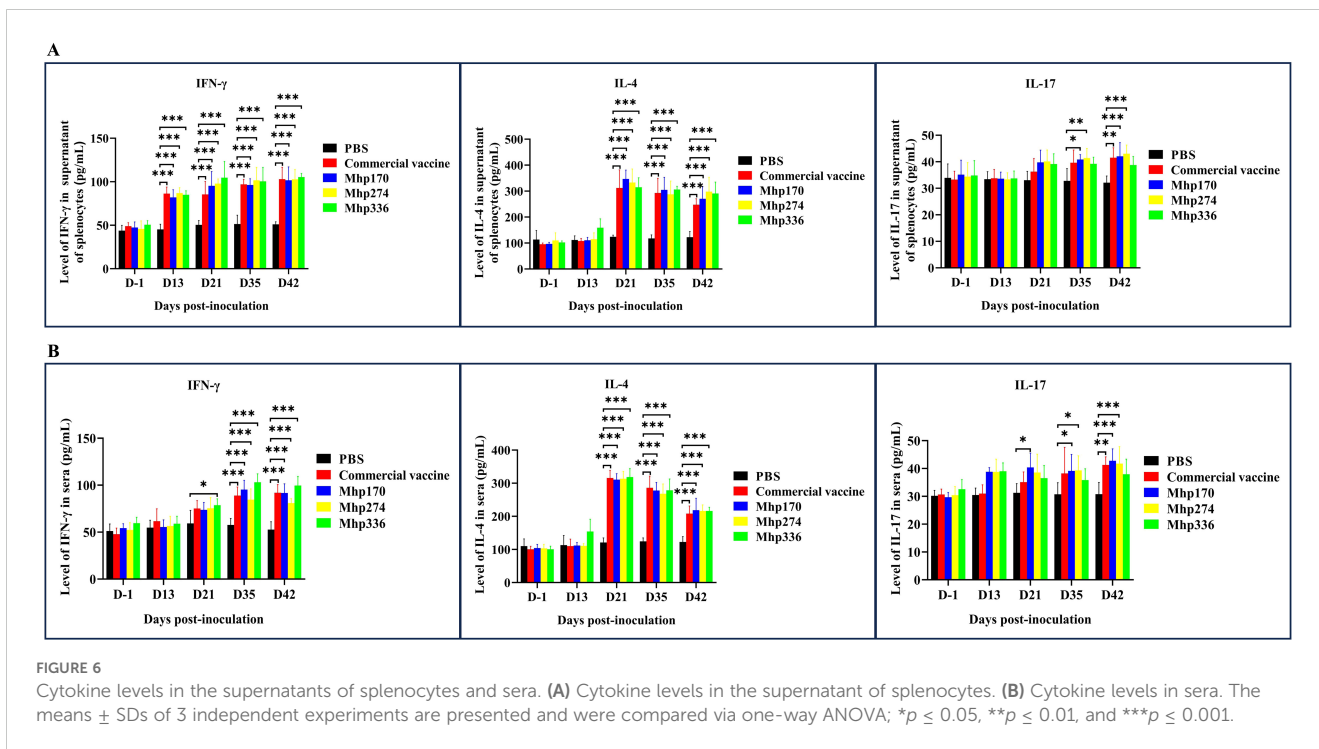 A
IFN-γ
Level of IFN-γ in supernatant
of splenocytes (pg/mL)
150
100
50
0
*** *** *** ***
*** *** *** ***
*** *** *** ***
*** *** *** ***
D-1 D13 D21 D35 D42
Days post-inoculation
PBS
Commercial vaccine
Mhp170
Mhp274
Mhp336
IL-4
Level of IL-4 in supernatant
of splenocytes (pg/mL)
500
400
300
200
100
0
*** *** ***
*** *** ***
*** *** ***
*** *** ***
D-1 D13 D21 D35 D42
Days post-inoculation
PBS
Commercial vaccine
Mhp170
Mhp274
Mhp336
IL-17
Level of IL-17 in supernatant
of splenocytes (pg/mL)
50
40
30
20
10
0
** ***
** ***
* **
D-1 D13 D21 D35 D42
Days post-inoculation
PBS
Commercial vaccine
Mhp170
Mhp274
Mhp336
B
IFN-γ
Level of IFN-γ in sera (pg/mL)
150
100
50
0
*** ***
*** ***
*** ***
* *** ***
D-1 D13 D21 D35 D42
Days post-inoculation
PBS
Commercial vaccine
Mhp170
Mhp274
Mhp336
IL-4
Level of IL-4 in sera (pg/mL)
400
300
200
100
0
*** *** ***
*** *** ***
*** *** ***
*** *** ***
D-1 D13 D21 D35 D42
Days post-inoculation
PBS
Commercial vaccine
Mhp170
Mhp274
Mhp336
IL-17
Level of IL-17 in sera (pg/mL)
50
40
30
20
10
0
* * ***
* ***
**
D-1 D13 D21 D35 D42
Days post-inoculation
PBS
Commercial vaccine
Mhp170
Mhp274
Mhp336
FIGURE 6
Cytokine levels in the supernatants of splenocytes and sera. (A) Cytokine levels in the supernatant of splenocytes. (B) Cytokine levels in sera. The
means ± SDs of 3 independent experiments are presented and were compared via one-way ANOVA; *p ≤ 0.05, **p ≤ 0.01, and ***p ≤ 0.001.